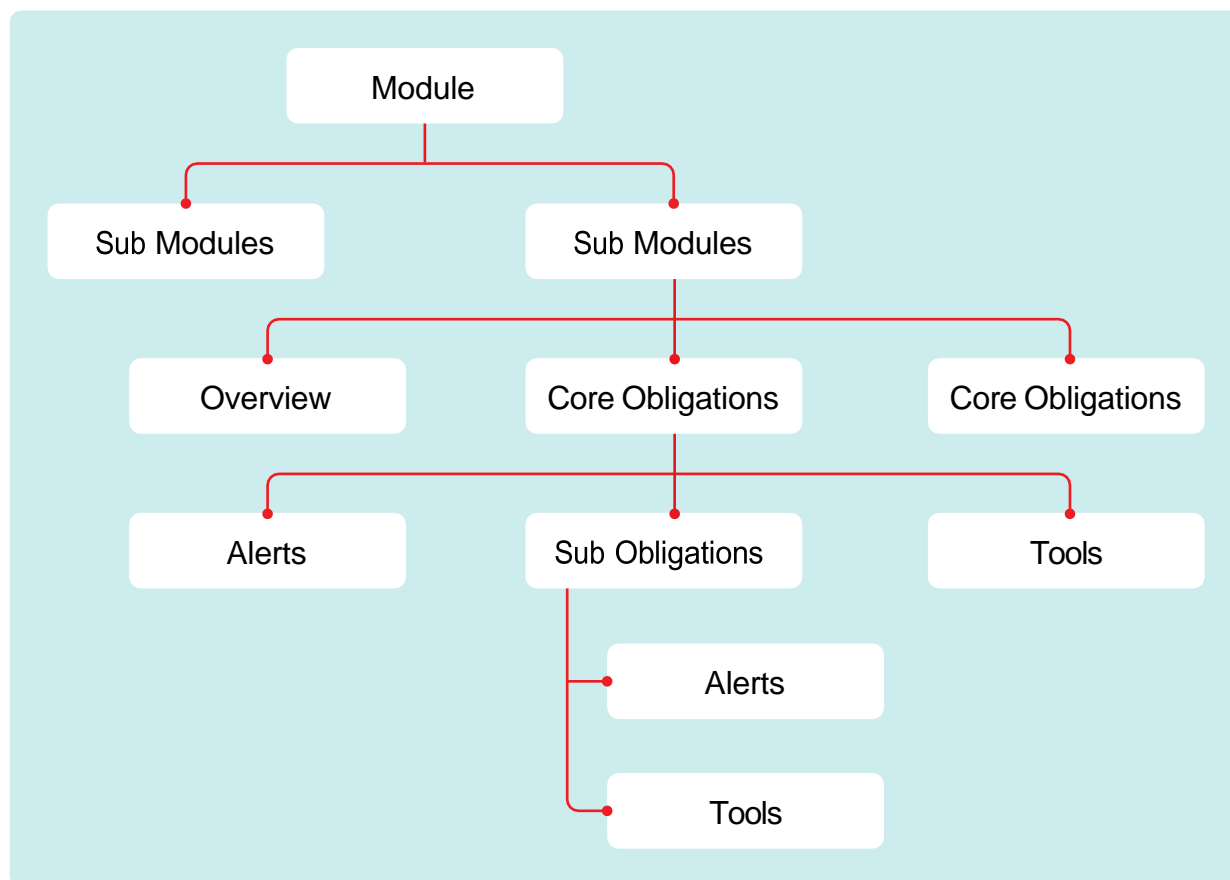 Module
Sub Modules
Sub Modules
Overview
Core Obligations
Core Obligations
Alerts
Sub Obligations
Tools
Alerts
Tools